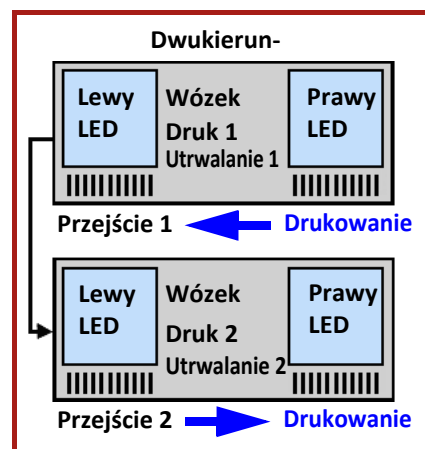 Dwukierun-
Lewy LED
Wózek
Druk 1
Utrwalanie 1
Prawy LED
Przejście 1
Drukowanie
Lewy LED
Wózek
Druk 2
Utrwalanie 2
Prawy LED
Przejście 2
Drukowanie